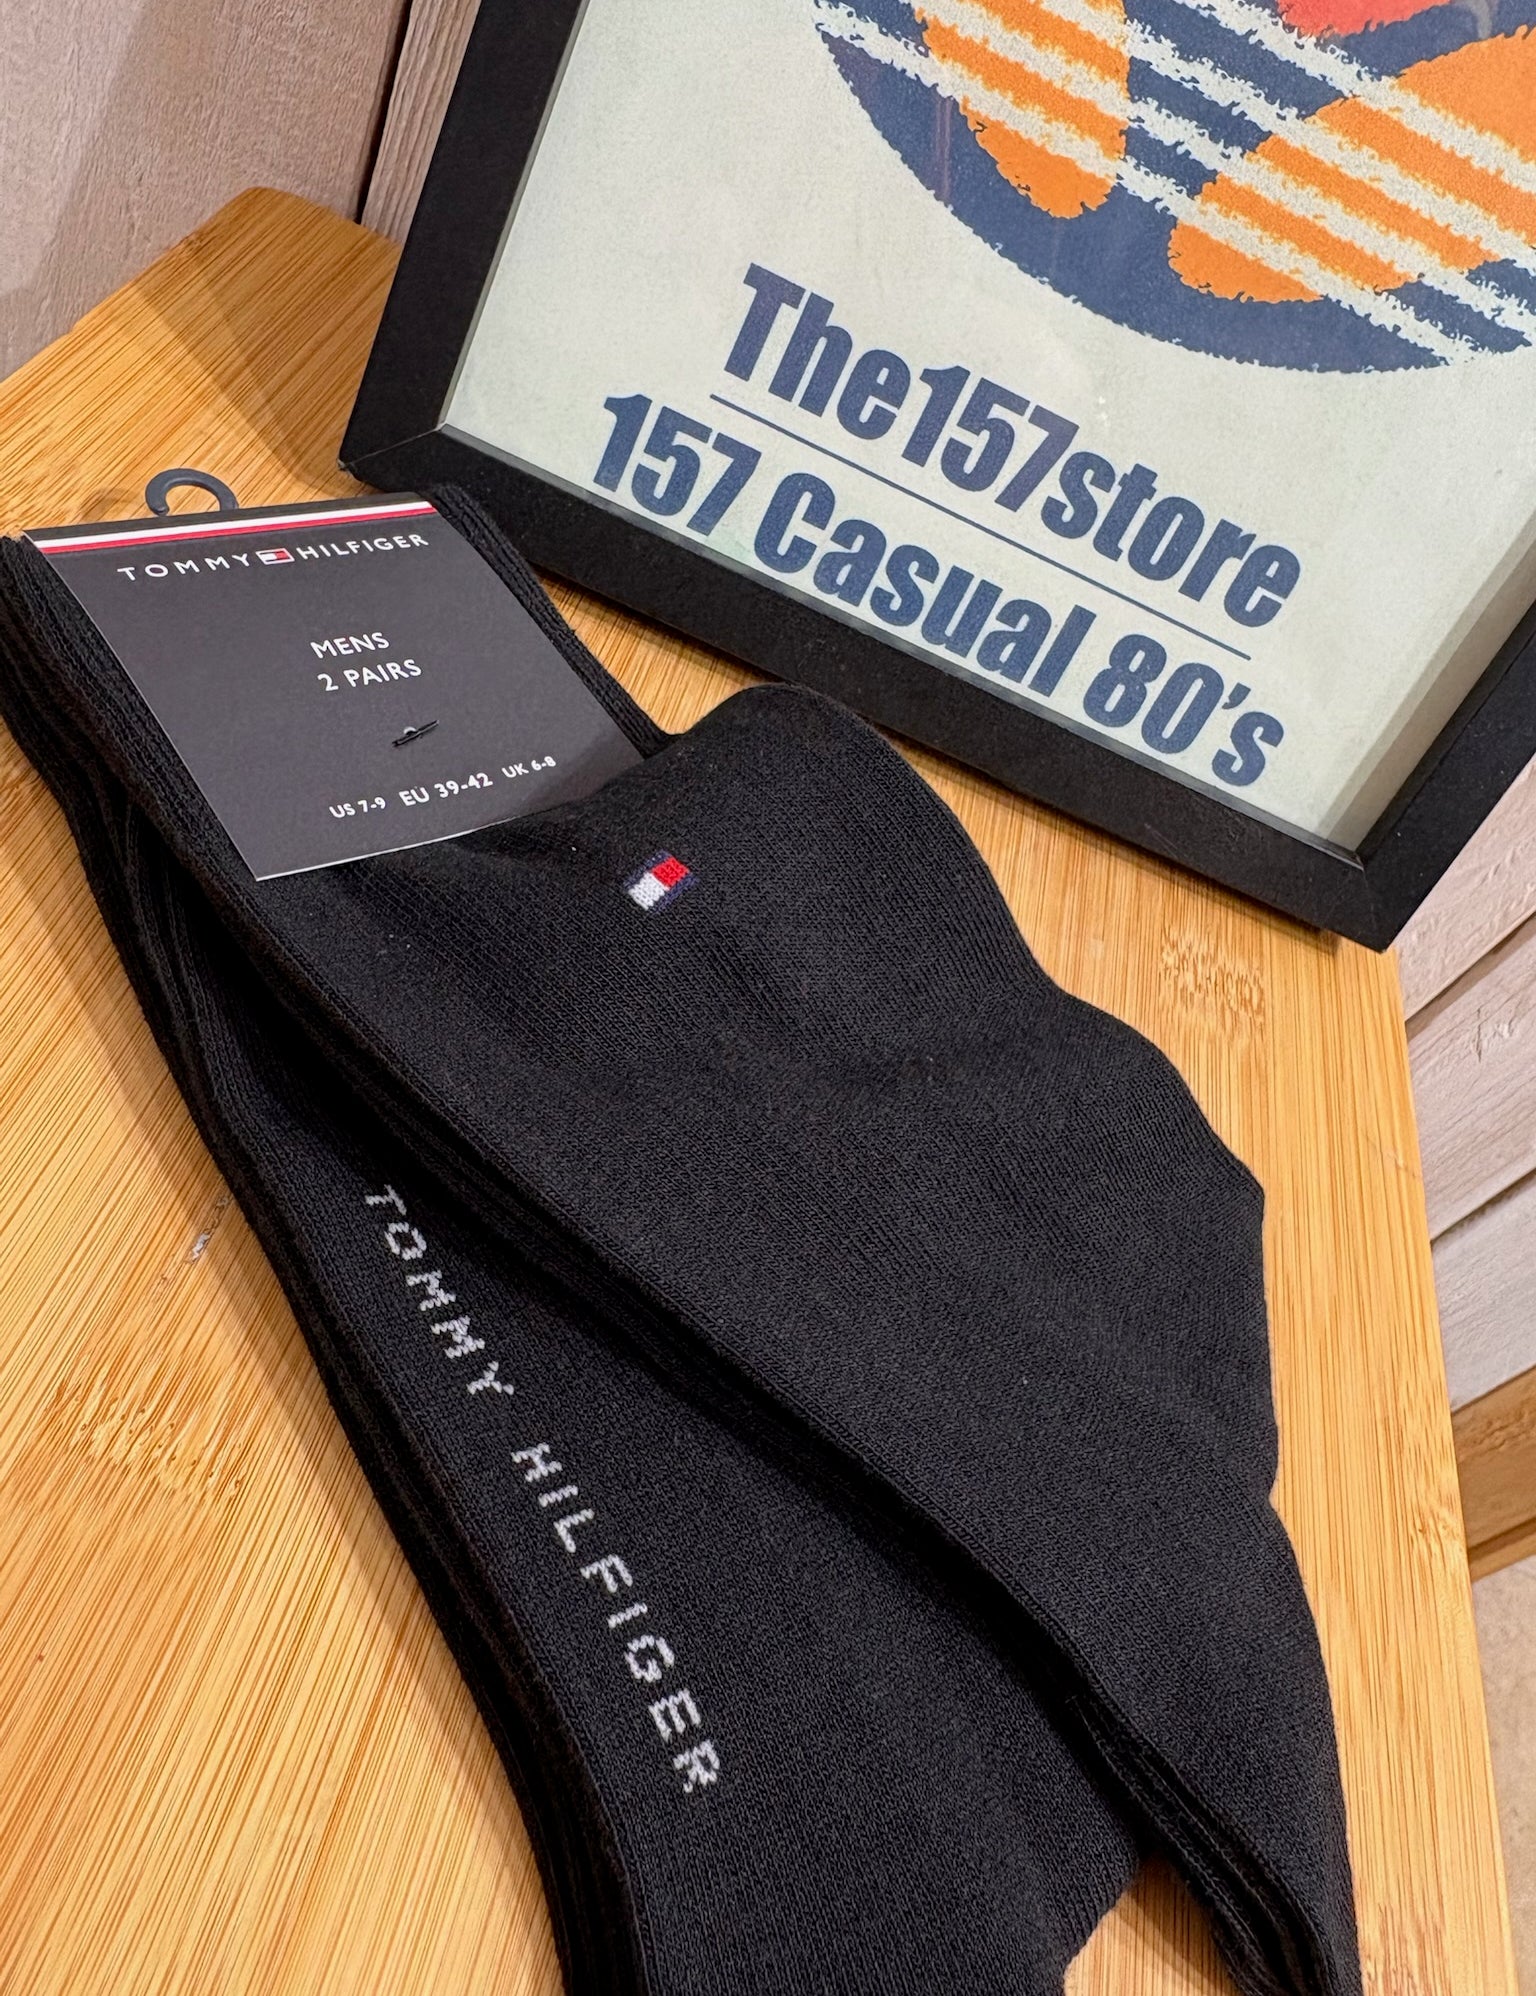 The157store
157 Casual 80's
TOMMY HILFIGER
MENS
2 PAIRS
US 7-9 EU 39-42 UK 6-8
TOMMY HILFIGER